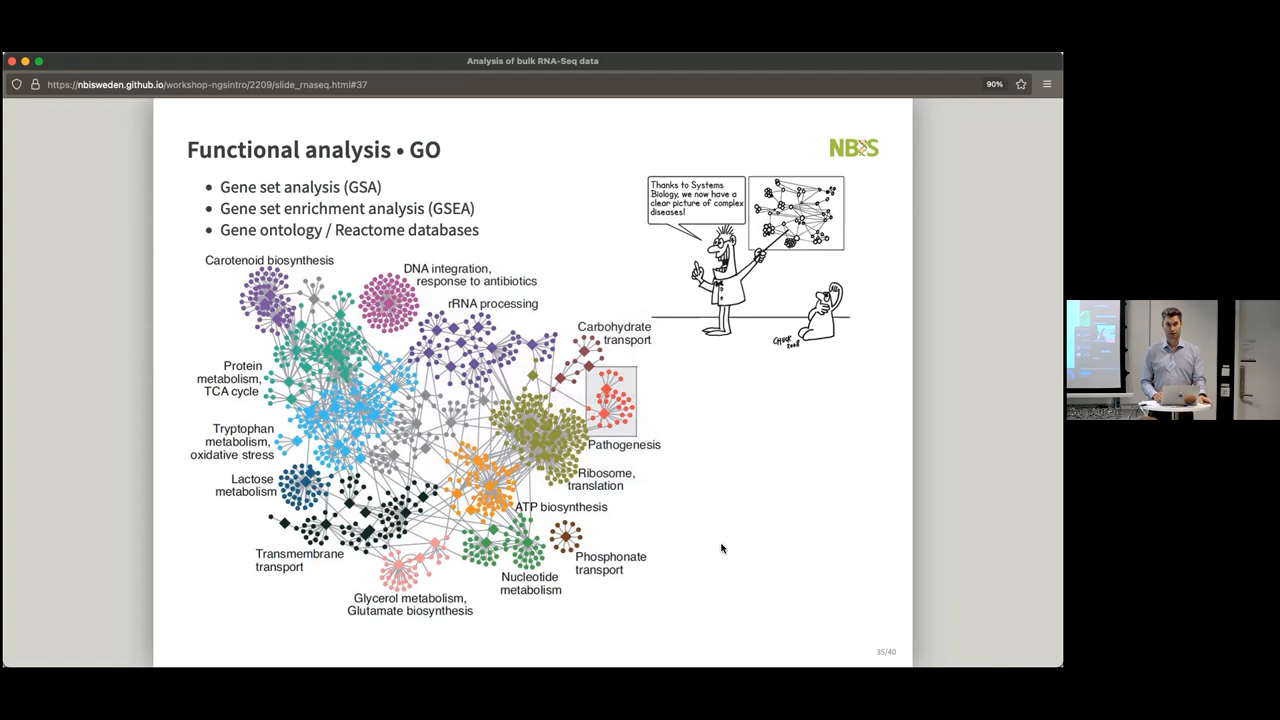 Analysis of bulk RNA-Seq data
https://nbisweden.github.io/workshop-ngsintro/2209/slide_rnaseq.html#37
90%
Functional analysis • GO
NBIS
• Gene set analysis (GSA)
• Gene set enrichment analysis (GSEA)
• Gene ontology / Reactome databases
Thanks to Systems
Biology, we now have a
clear picture of complex
diseases!
CHUCK
2008
Carotenoid biosynthesis
DNA integration,
response to antibiotics
rRNA processing
Carbohydrate
transport
Protein
metabolism,
TCA cycle
Tryptophan
metabolism,
oxidative stress
Pathogenesis
Lactose
metabolism
Ribosome,
translation
ATP biosynthesis
Transmembrane
transport
Phosphonate
transport
Nucleotide
metabolism
Glycerol metabolism,
Glutamate biosynthesis
35/40